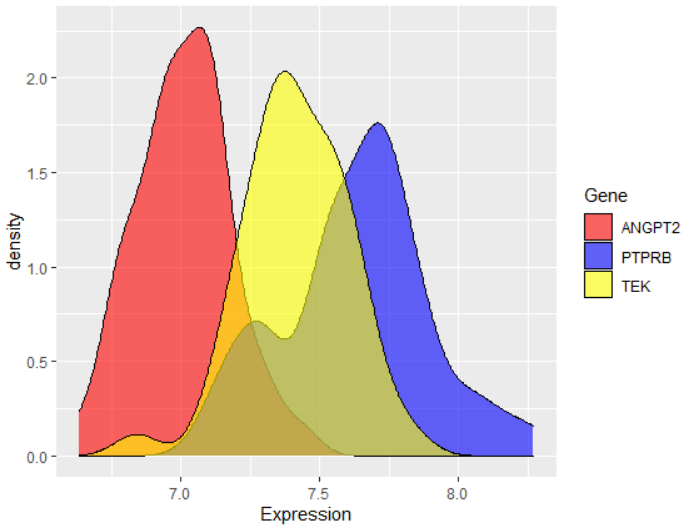 2.0
1.5
1.0
0.5
0.0
density
7.0 7.5 8.0
Expression
Gene
ANGPT2
PTPRB
TEK